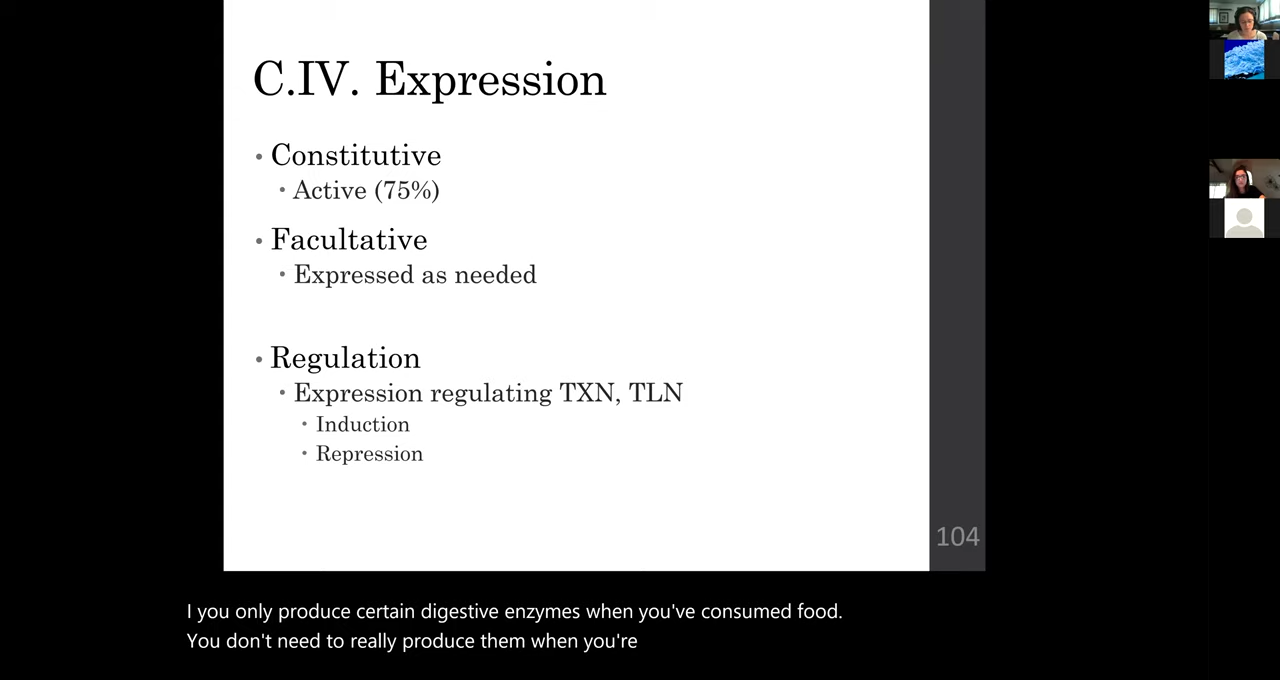 C.IV. Expression
• Constitutive
• Active (75%)
• Facultative
• Expressed as needed
• Regulation
• Expression regulating TXN, TLN
• Induction
• Repression
104
I you only produce certain digestive enzymes when you've consumed food.
You don't need to really produce them when you're